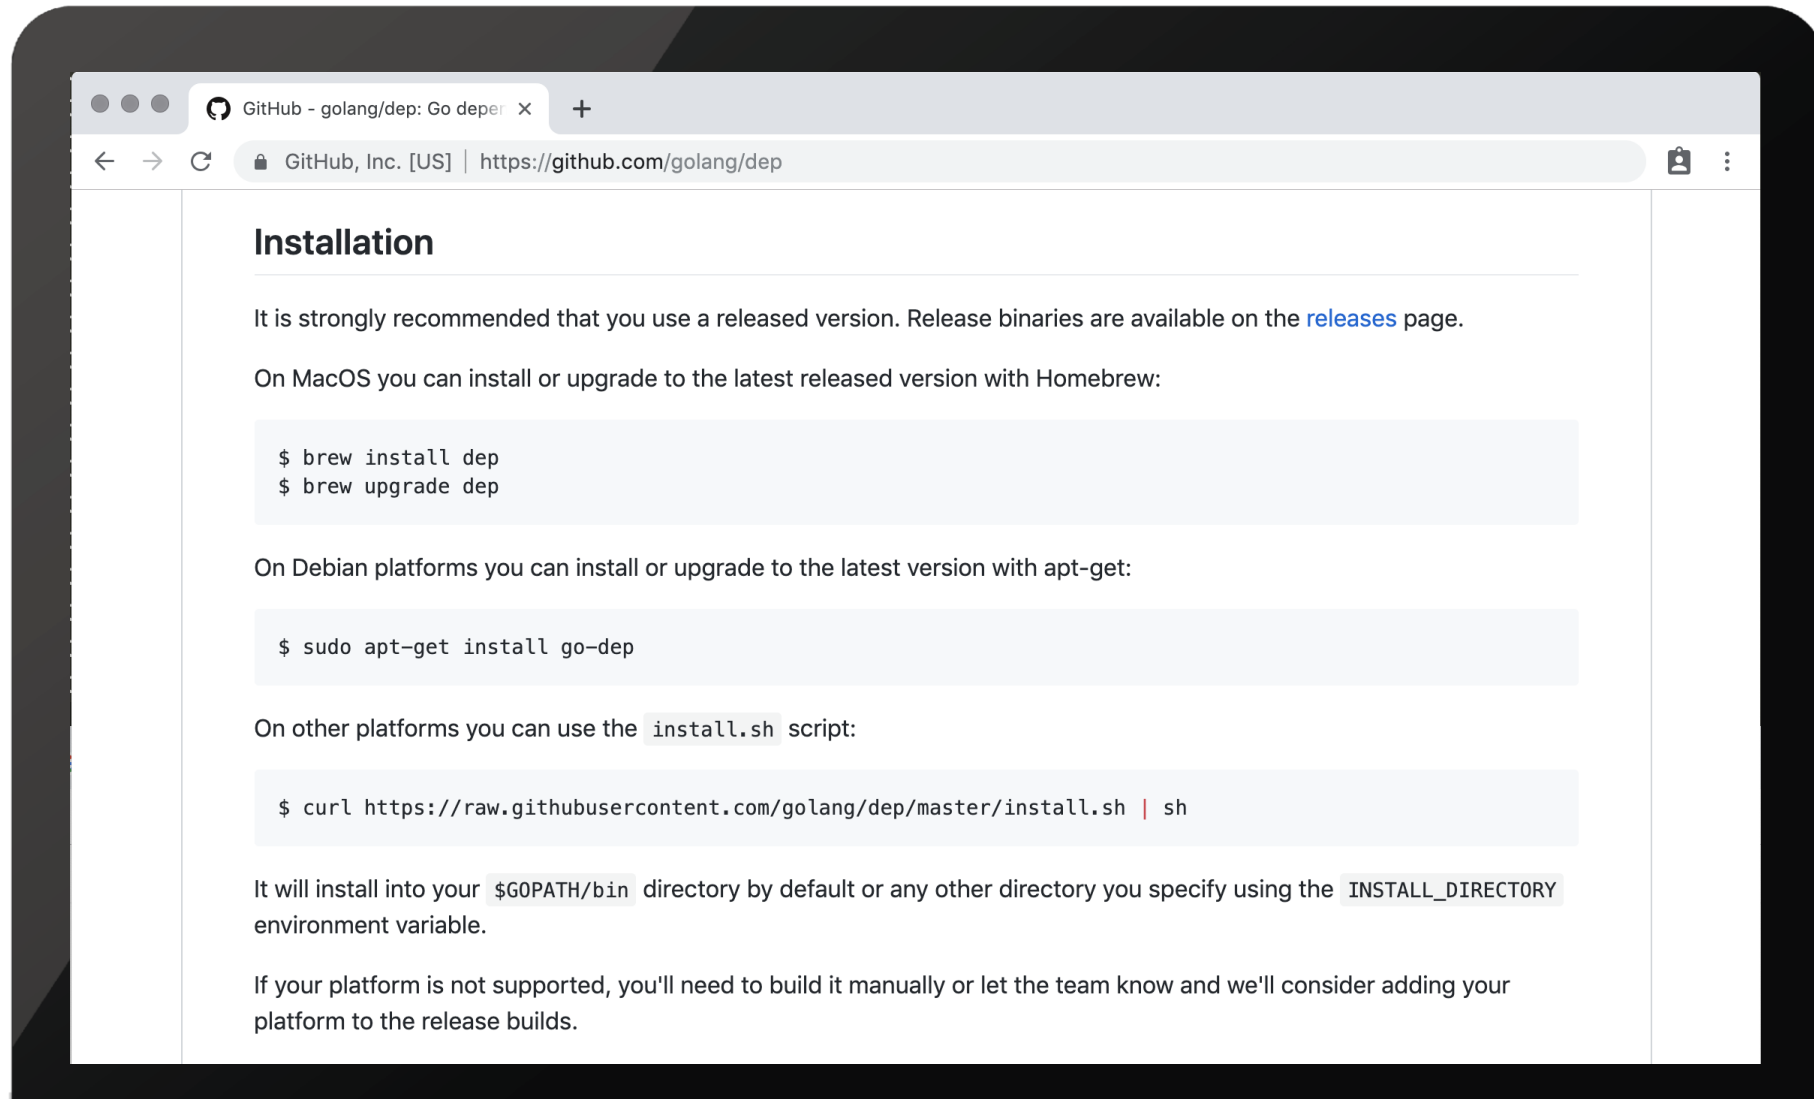 GitHub - golang/dep: Go deper
GitHub, Inc. [US] | https://github.com/golang/dep
Installation
It is strongly recommended that you use a released version. Release binaries are available on the releases page.
On MacOS you can install or upgrade to the latest released version with Homebrew:
$ brew install dep
$ brew upgrade dep
On Debian platforms you can install or upgrade to the latest version with apt-get:
$ sudo apt-get install go-dep
On other platforms you can use the install.sh script:
$ curl https://raw.githubusercontent.com/golang/dep/master/install.sh | sh
It will install into your $GOPATH/bin directory by default or any other directory you specify using the INSTALL_DIRECTORY
environment variable.
If your platform is not supported, you'll need to build it manually or let the team know and we'll consider adding your
platform to the release builds.